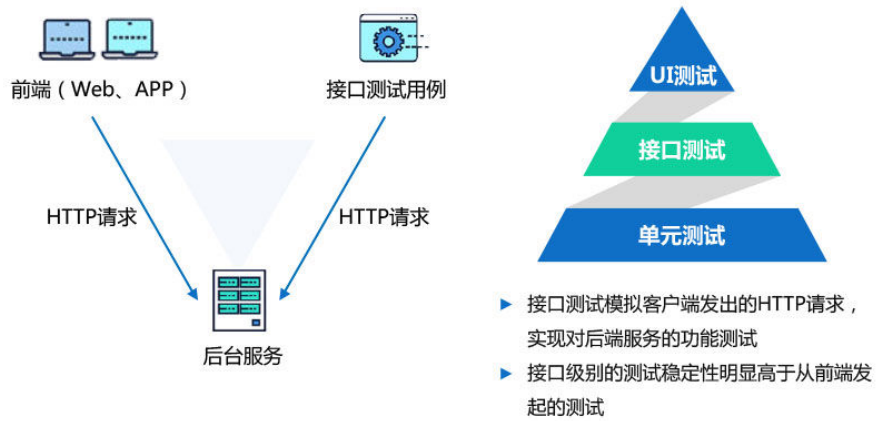 前端（Web、APP）
接口测试用例
HTTP请求
HTTP请求
后台服务
UI测试
接口测试
单元测试
接口测试模拟客户端发出的HTTP请求，
实现对后端服务的功能测试
接口级别的测试稳定性明显高于从前端发
起的测试